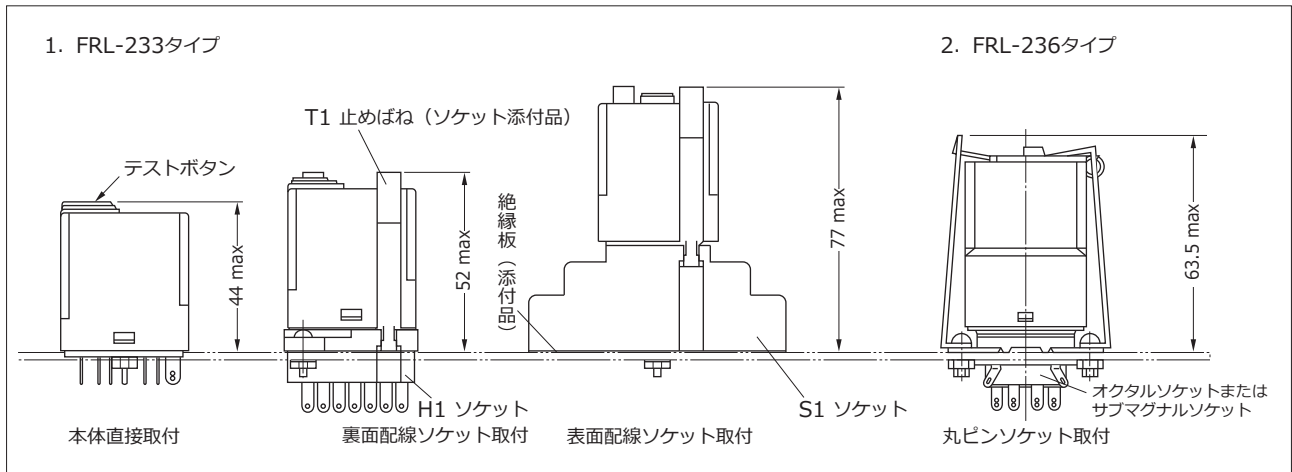 1. FRL-233タイプ
2. FRL-236タイプ
T1 止めばね（ソケット添付品）
テストボタン
44 max
52 max
絶縁板（添付品）
77 max
63.5 max
H1 ソケット
S1 ソケット
オクタルソケットまたは
サブマグナルソケット
本体直接取付
裏面配線ソケット取付
表面配線ソケット取付
丸ピンソケット取付